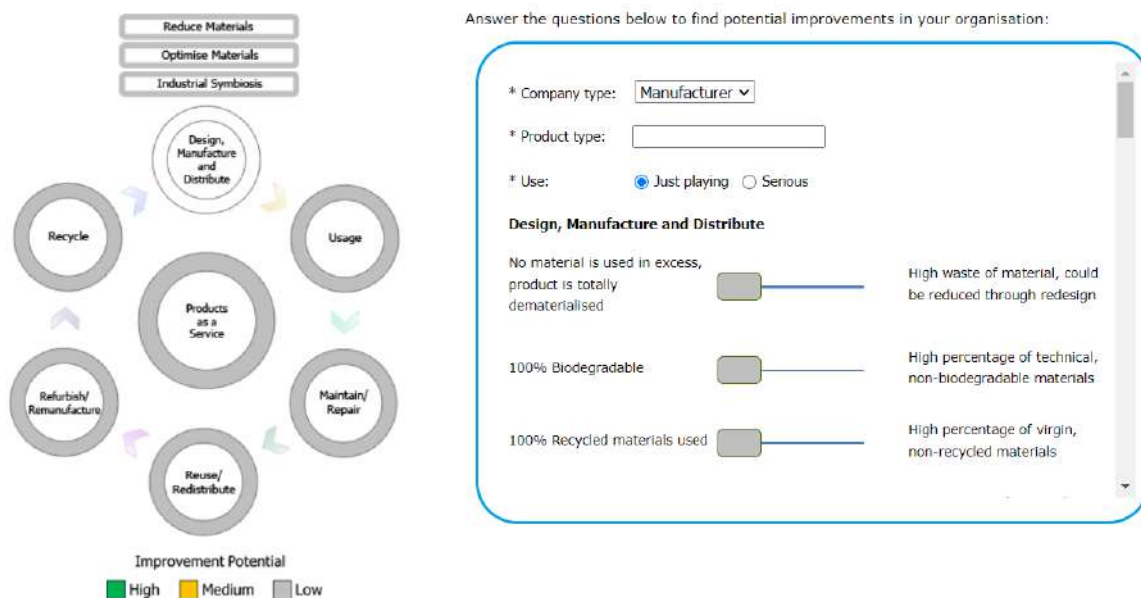 Reduce Materials
Optimise Materials
Industrial Symbiosis
Design,
Manufacture
and
Distribute
Recycle
Usage
Products
as a
Service
Refurbish/
Remanufacture
Maintain/
Repair
Reuse/
Redistribute
Improvement Potential
High Medium Low
Answer the questions below to find potential improvements in your organisation:
* Company type: Manufacturer
* Product type:
* Use: Just playing Serious
Design, Manufacture and Distribute
No material is used in excess,
product is totally
dematerialised
High waste of material, could
be reduced through redesign
100% Biodegradable
High percentage of technical,
non-biodegradable materials
100% Recycled materials used
High percentage of virgin,
non-recycled materials